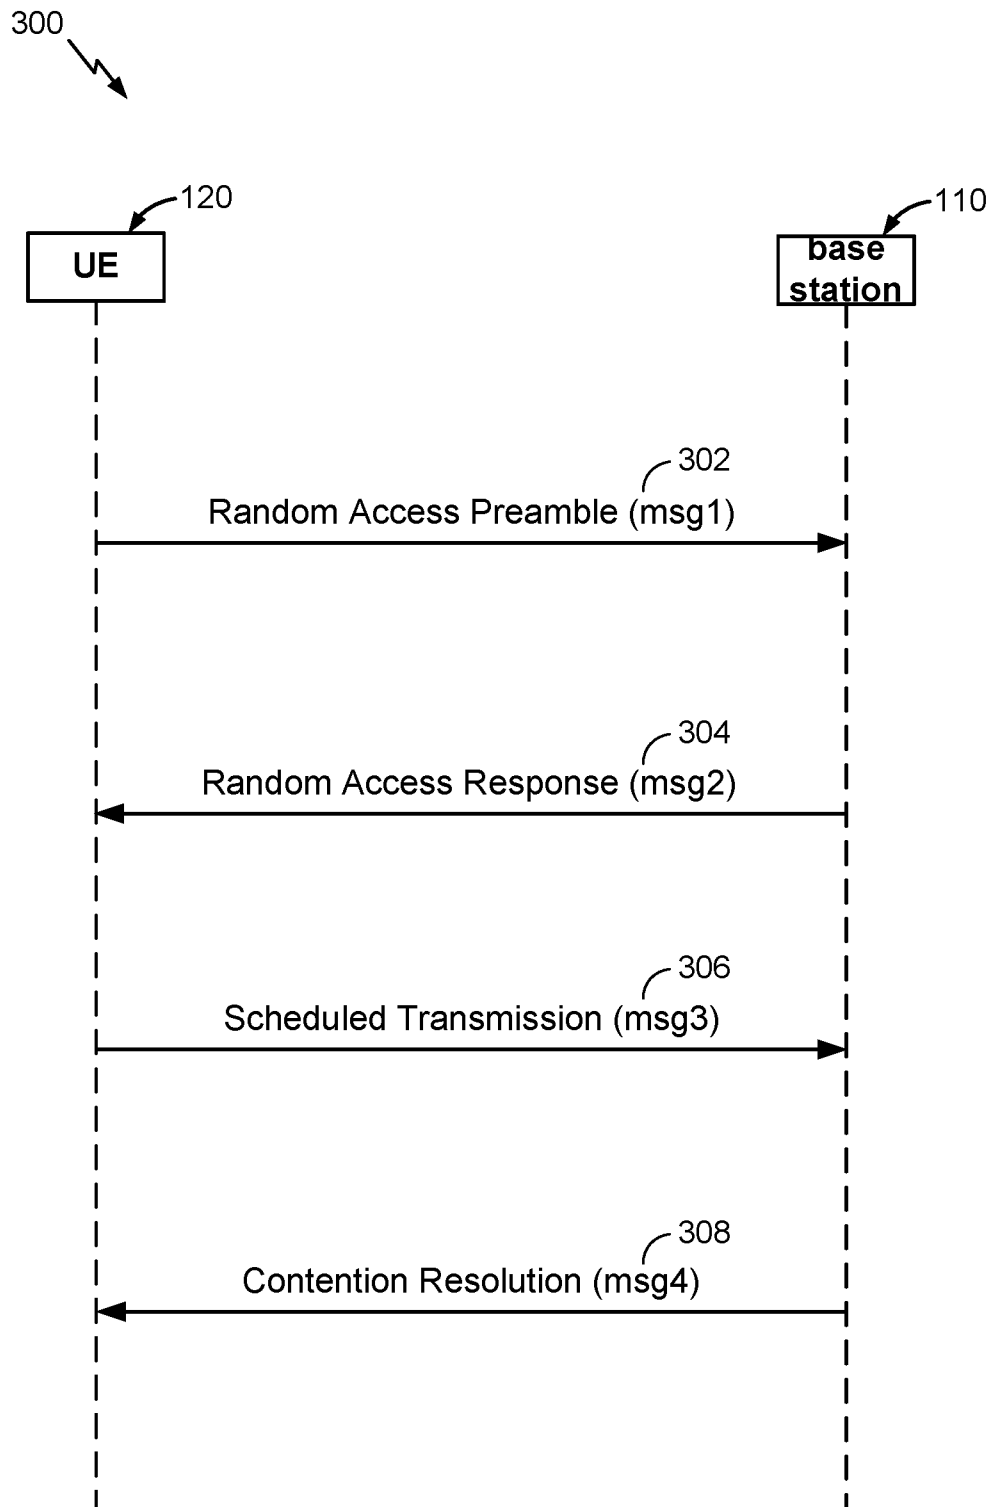 300
120
110
UE
base
station
302
Random Access Preamble (msg1)
304
Random Access Response (msg2)
306
Scheduled Transmission (msg3)
308
Contention Resolution (msg4)